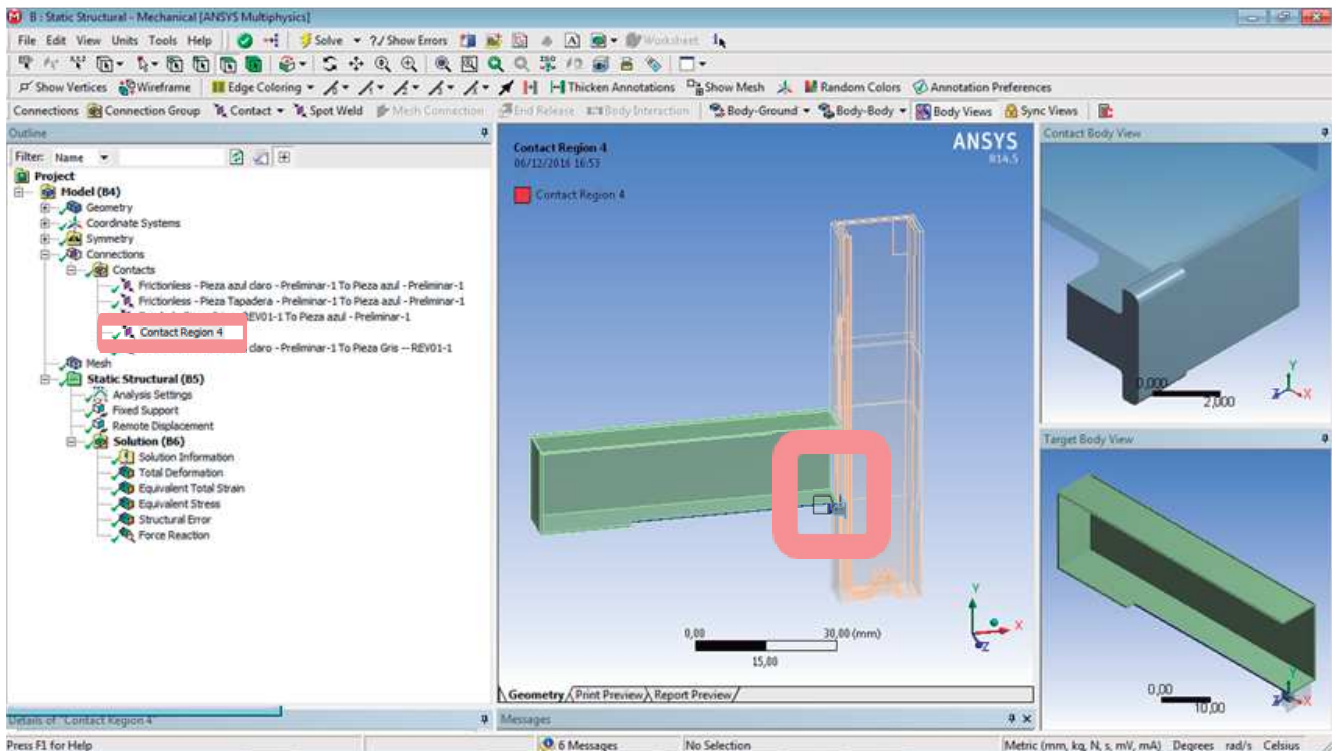 B : Static Structural - Mechanical [ANSYS Multiphysics]
File Edit View Units Tools Help Solve ?/ Show Errors Worksheet
Show Vertices Wireframe Edge Coloring Thicken Annotations Show Mesh Random Colors Annotation Preferences
Connections Connection Group Contact Spot Weld Mesh Connection End Release Body Interaction Body-Ground Body-Body Body Views Sync Views
Outline
Filter: Name
Project
Model (B4)
Geometry
Coordinate Systems
Symmetry
Connections
Contacts
Frictionless - Pieza azul claro - Preliminar-1 To Pieza azul - Preliminar-1
Frictionless - Pieza Tapadera - Preliminar-1 To Pieza azul - Preliminar-1
REV01-1 To Pieza azul - Preliminar-1
Contact Region 4
claro - Preliminar-1 To Pieza Gris -- REV01-1
Mesh
Static Structural (B5)
Analysis Settings
Fixed Support
Remote Displacement
Solution (B6)
Solution Information
Total Deformation
Equivalent Total Strain
Equivalent Stress
Structural Error
Force Reaction
Details of "Contact Region 4"
Contact Region 4
06/12/2016 16:53
Contact Region 4
ANSYS
R14.5
0,00
30,00 (mm)
15,00
Y
X
Z
Geometry Print Preview Report Preview
Messages
Contact Body View
0,000
2,000
Y
Z
X
Target Body View
0,00
10,00
Press F1 for Help
6 Messages
No Selection
Metric (mm, kg, N, s, mV, mA) Degrees rad/s Celsius